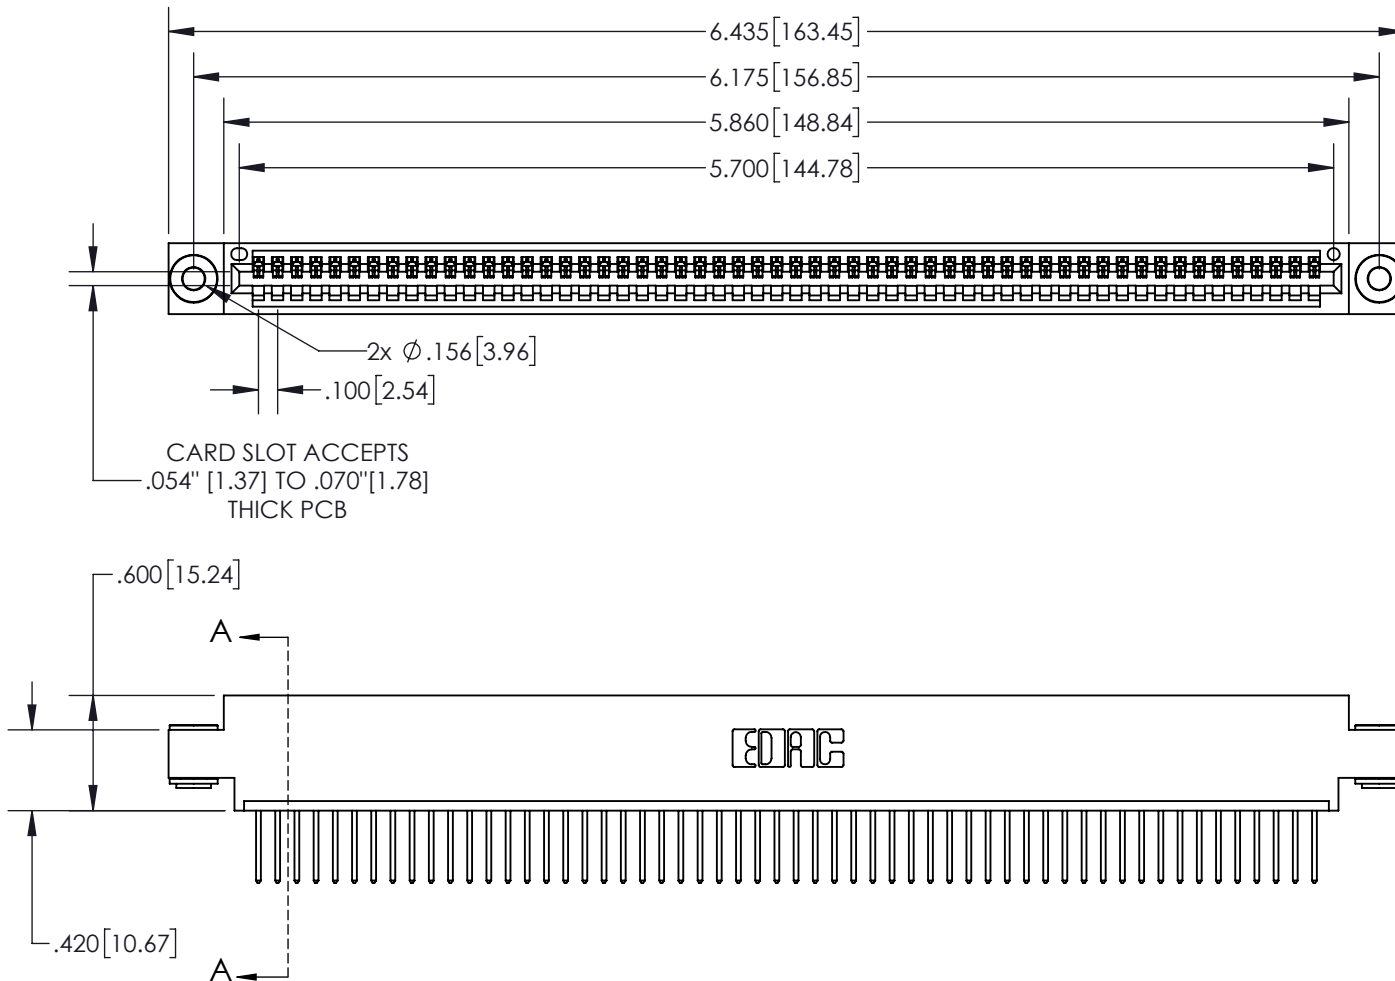 6.435[163.45]
6.175[156.85]
5.860[148.84]
5.700[144.78]
2x Ø.156[3.96]
.100[2.54]
CARD SLOT ACCEPTS
.054" [1.37] TO .070"[1.78]
THICK PCB
.600[15.24]
A
EDAC
.420[10.67]
A